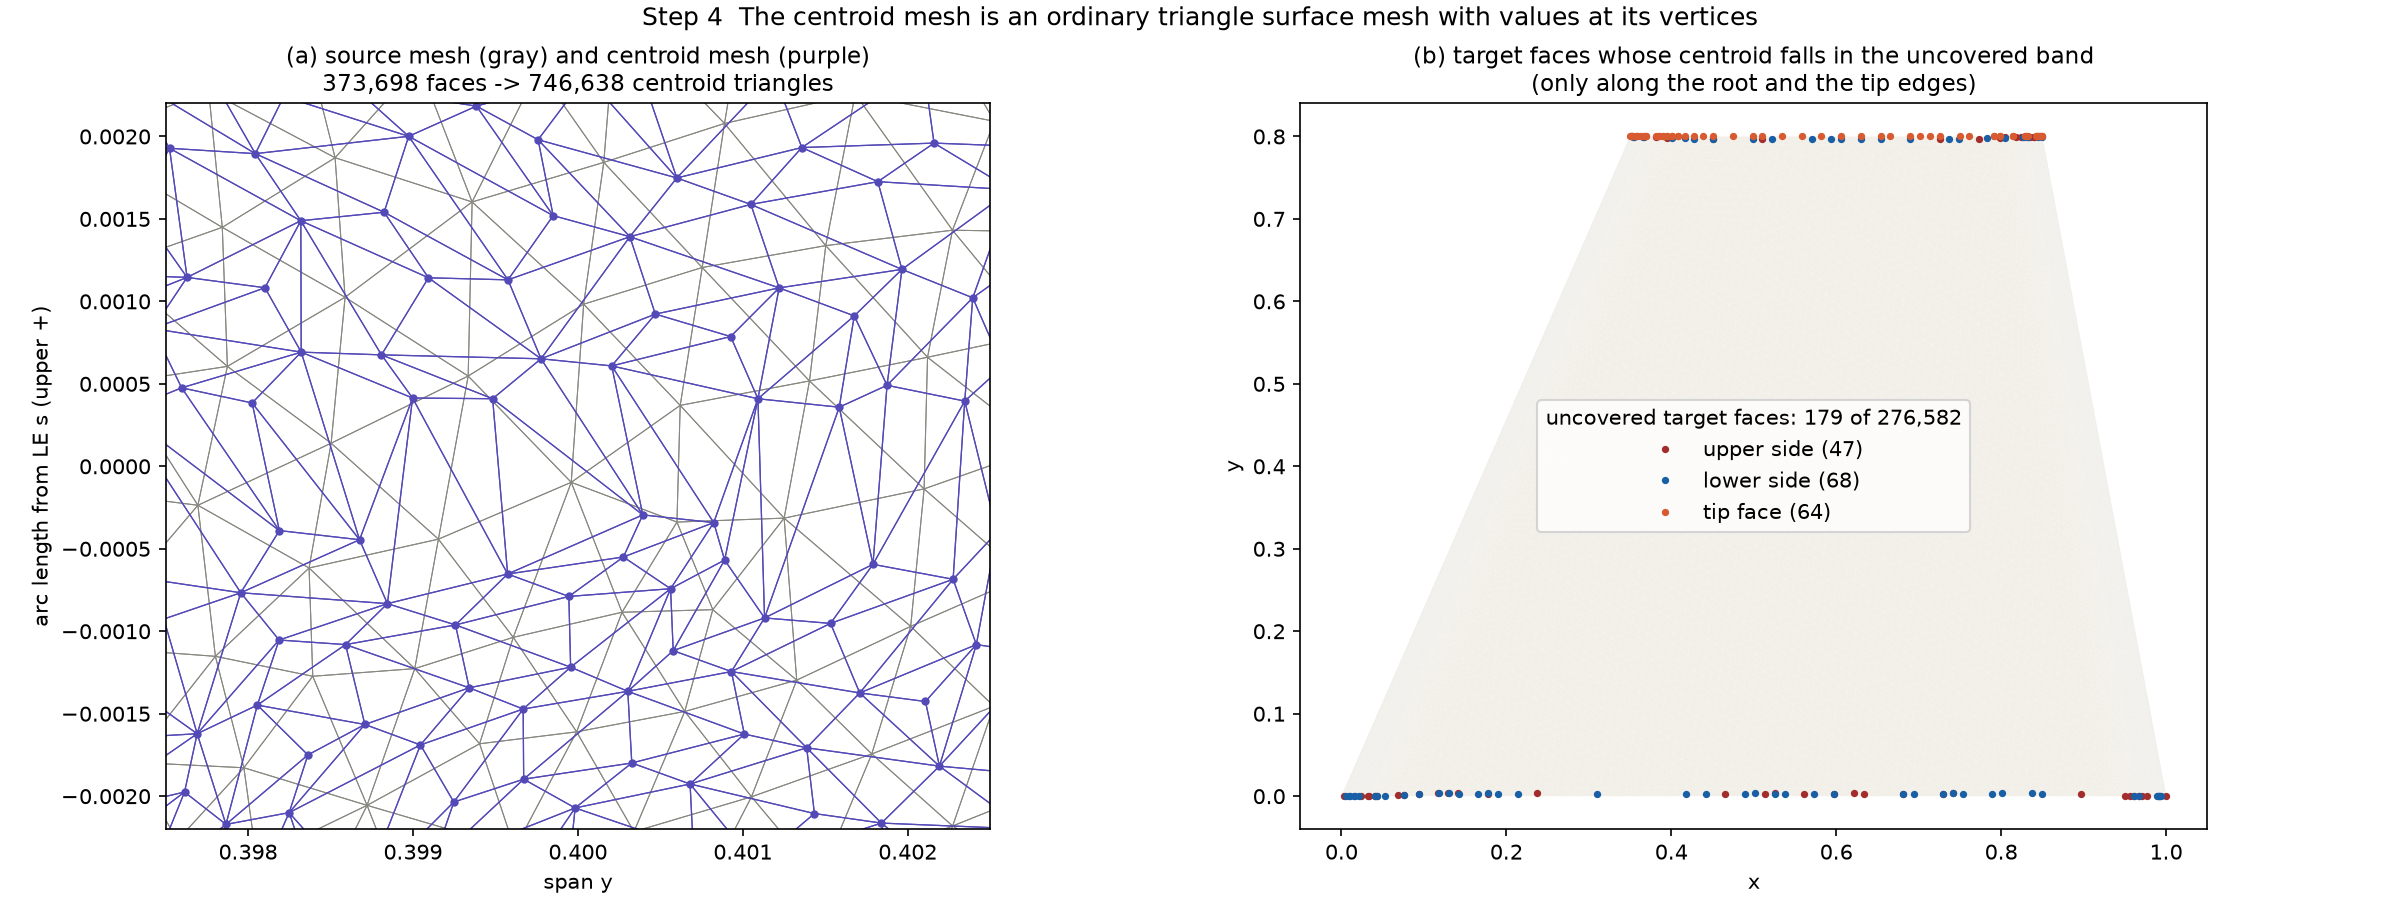 Step 4  The centroid mesh is an ordinary triangle surface mesh with values at its vertices
(a) source mesh (gray) and centroid mesh (purple)
373,698 faces -> 746,638 centroid triangles
0.0020
0.0015
0.0010
0.0005
0.0000
−0.0005
−0.0010
−0.0015
−0.0020
arc length from LE s (upper +)
0.398
0.399
0.400
0.401
0.402
span y
(b) target faces whose centroid falls in the uncovered band
(only along the root and the tip edges)
0.8
0.7
0.6
0.5
0.4
0.3
0.2
0.1
0.0
y
uncovered target faces: 179 of 276,582
upper side (47)
lower side (68)
tip face (64)
0.0
0.2
0.4
0.6
0.8
1.0
x